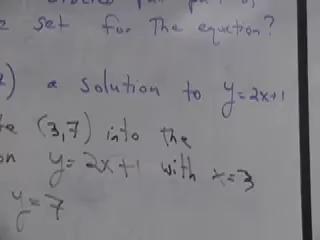 set for The equation?
a solution to y=2x+1
(3,7) into the
y=2x+1 with x=3
y=7